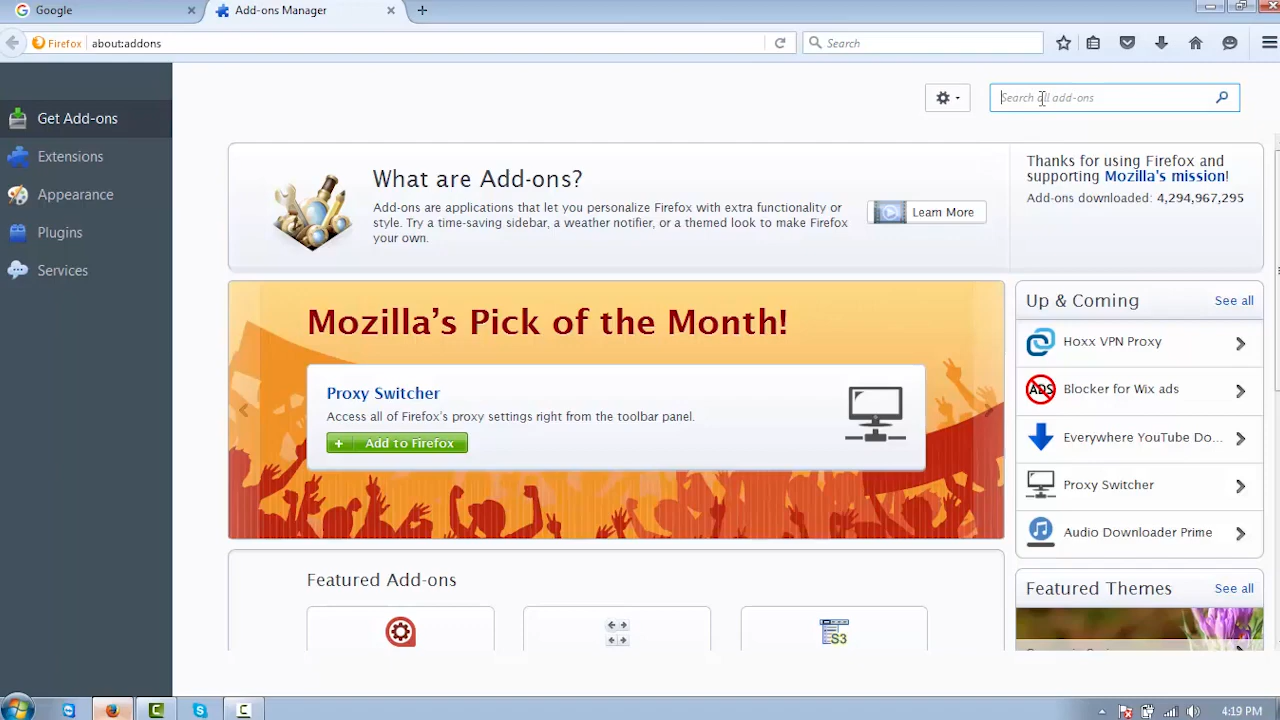 Google
Add-ons Manager
Firefox
about:addons
Search
Get Add-ons
Extensions
Appearance
Plugins
Services
Search all add-ons
What are Add-ons?
Add-ons are applications that let you personalize Firefox with extra functionality or
style. Try a time-saving sidebar, a weather notifier, or a themed look to make Firefox
your own.
Learn More
Thanks for using Firefox and
supporting Mozilla's mission!
Add-ons downloaded: 4,294,967,295
Mozilla's Pick of the Month!
Proxy Switcher
Access all of Firefox's proxy settings right from the toolbar panel.
+ Add to Firefox
Up & Coming
See all
Hoxx VPN Proxy
ADS
Blocker for Wix ads
Everywhere YouTube Do...
Proxy Switcher
Audio Downloader Prime
Featured Add-ons
S3
Featured Themes
See all
4:19 PM